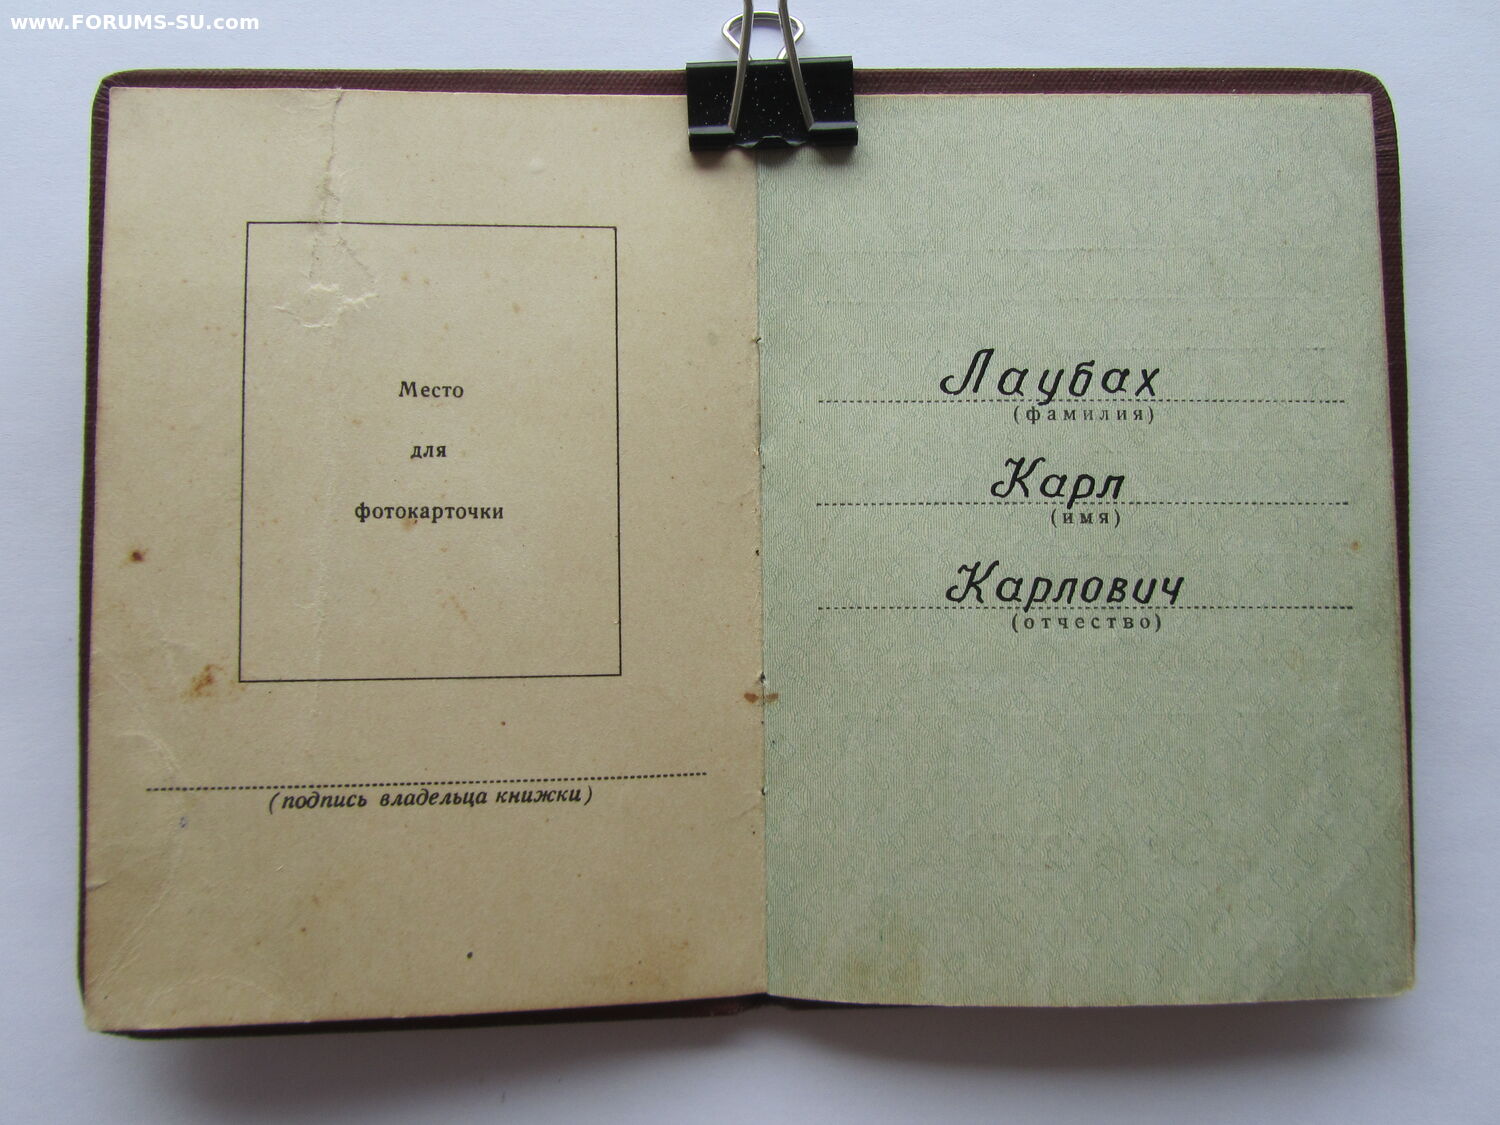 www.FORUMS-SU.com
Место
для
фотокарточки
(подпись владельца книжки)
Лаубах
(фамилия)
Карл
(имя)
Карлович
(отчество)